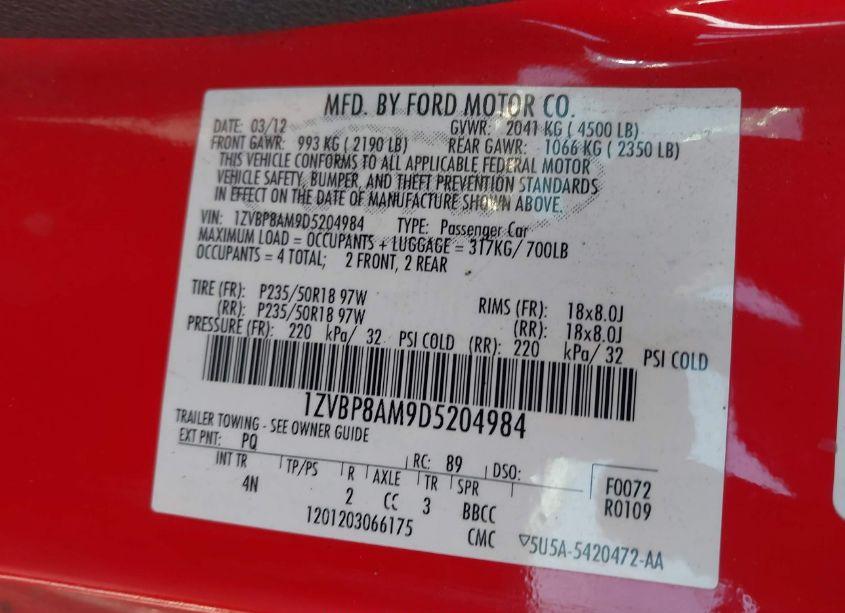 MFD. BY FORD MOTOR CO.
DATE: 03/12 GVWR: 2041 KG ( 4500 LB)
FRONT GAWR: 993 KG ( 2190 LB) REAR GAWR: 1066 KG ( 2350 LB)
THIS VEHICLE CONFORMS TO ALL APPLICABLE FEDERAL MOTOR
VEHICLE SAFETY, BUMPER, AND THEFT PREVENTION STANDARDS
IN EFFECT ON THE DATE OF MANUFACTURE SHOWN ABOVE.
VIN: 1ZVBP8AM9D5204984 TYPE: Passenger Car
MAXIMUM LOAD = OCCUPANTS + LUGGAGE = 317KG/ 700LB
OCCUPANTS = 4 TOTAL; 2 FRONT, 2 REAR
TIRE (FR): P235/50R18 97W RIMS (FR): 18x8.0J
(RR): P235/50R18 97W (RR): 18x8.0J
PRESSURE (FR): 220 kPa/ 32 PSI COLD (RR): 220 kPa/ 32 PSI COLD
1ZVBP8AM9D5204984
TRAILER TOWING - SEE OWNER GUIDE
EXT PNT: PQ RC: 89 DSO:
INT TR TP/PS R AXLE TR SPR F0072
4N 2 CC 3 BBCC R0109
1201203066175 CMC ▽5U5A-5420472-AA